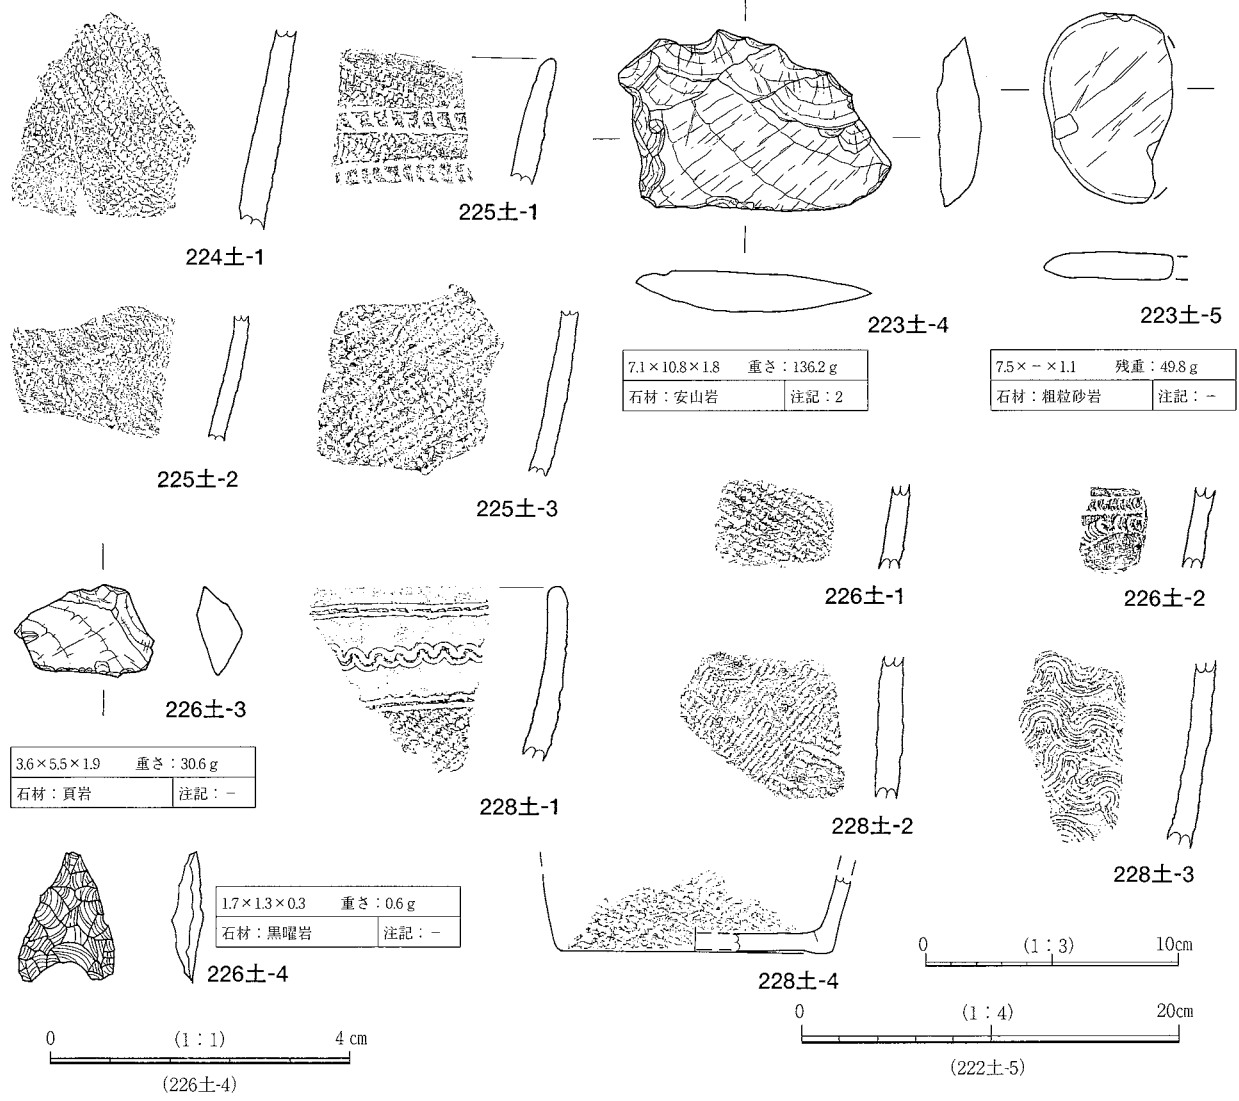 224土-1
225土-1
223土-4
7.1×10.8×1.8 重さ：136.2g
石材：安山岩 注記：2
223土-5
7.5×－×1.1 残重：49.8g
石材：粗粒砂岩 注記：－
225土-2
225土-3
226土-1
226土-2
226土-3
3.6×5.5×1.9 重さ：30.6g
石材：頁岩 注記：－
228土-1
228土-2
228土-3
226土-4
1.7×1.3×0.3 重さ：0.6g
石材：黒曜岩 注記：－
228土-4
0 (1：3) 10cm
0 (1：4) 20cm
(222土-5)
0 (1：1) 4cm
(226土-4)